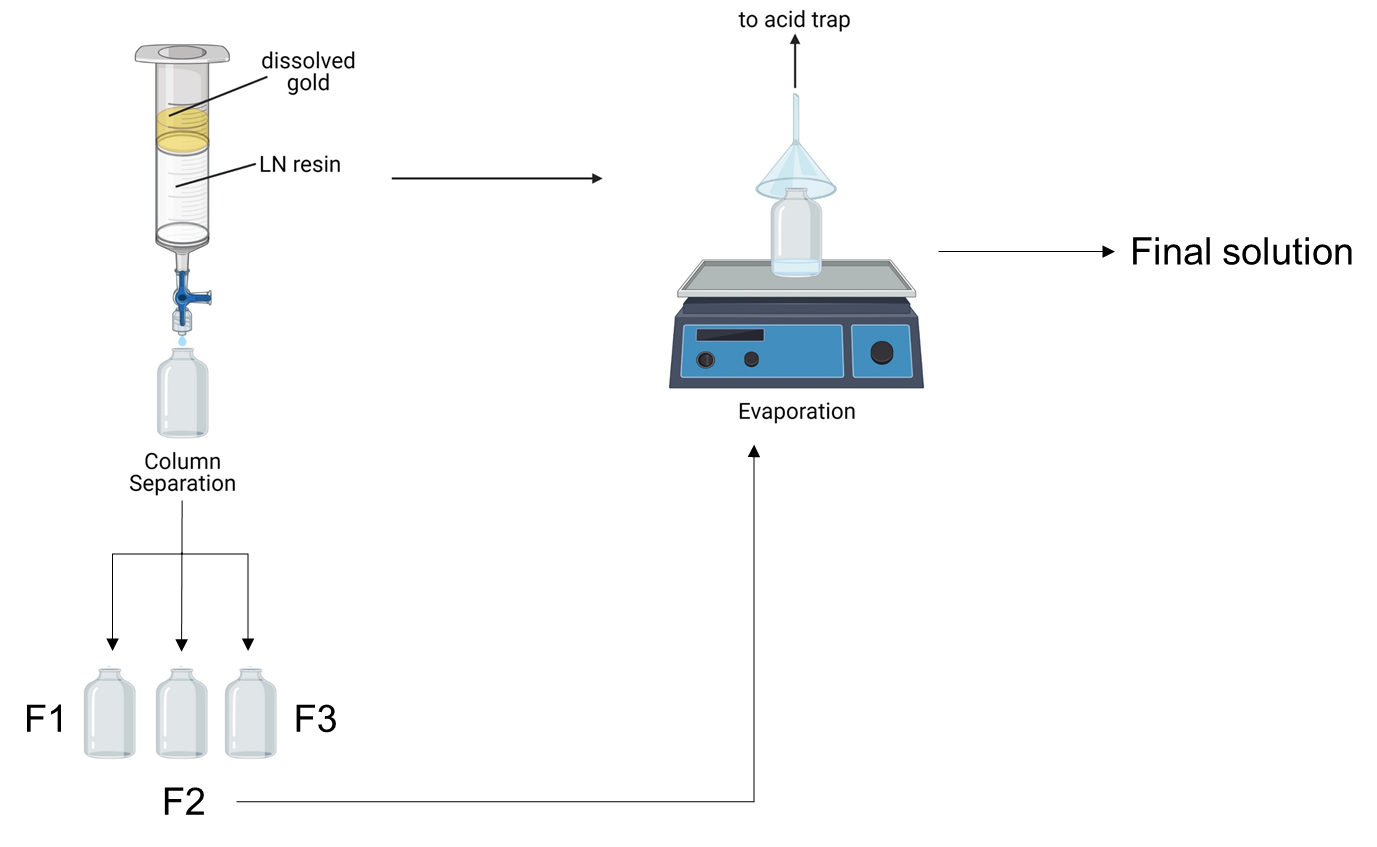 to acid trap
dissolved
gold
LN resin
Final solution
Evaporation
Column
Separation
F1
F3
F2